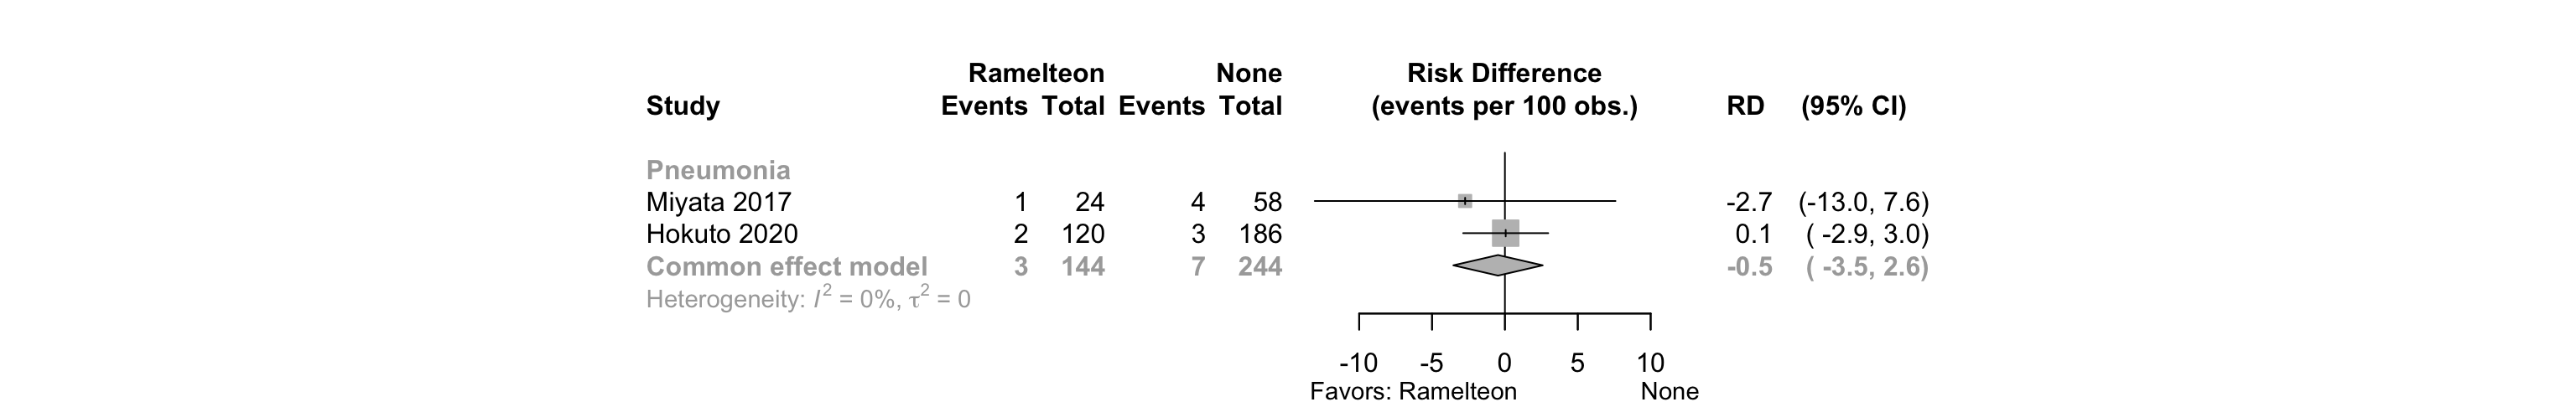 Ramelteon None Risk Difference
Study Events Total Events Total (events per 100 obs.) RD (95% CI)
Pneumonia
Miyata 2017 1 24 4 58 -2.7 (-13.0, 7.6)
Hokuto 2020 2 120 3 186 0.1 ( -2.9, 3.0)
Common effect model 3 144 7 244 -0.5 ( -3.5, 2.6)
Heterogeneity: I² = 0%, τ² = 0
-10 -5 0 5 10
Favors: Ramelteon None